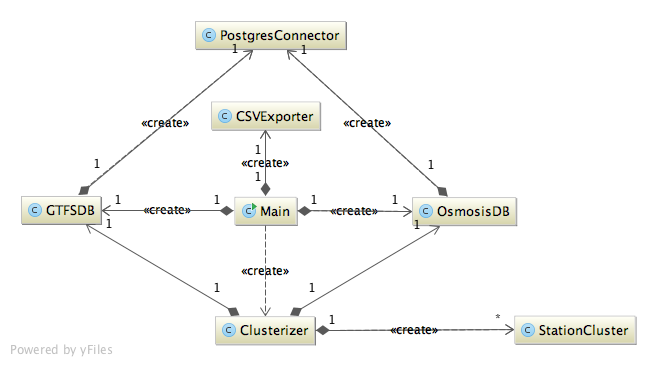 C PostgresConnector
1
1
«create»
C CSVExporter
«create»
1
«create»
1
1
1
C GTFSDB
1
«create»
1
C Main
1
«create»
1
C OsmosisDB
1
1
«create»
1
1
C Clusterizer
1
«create»
*
C StationCluster
Powered by yFiles